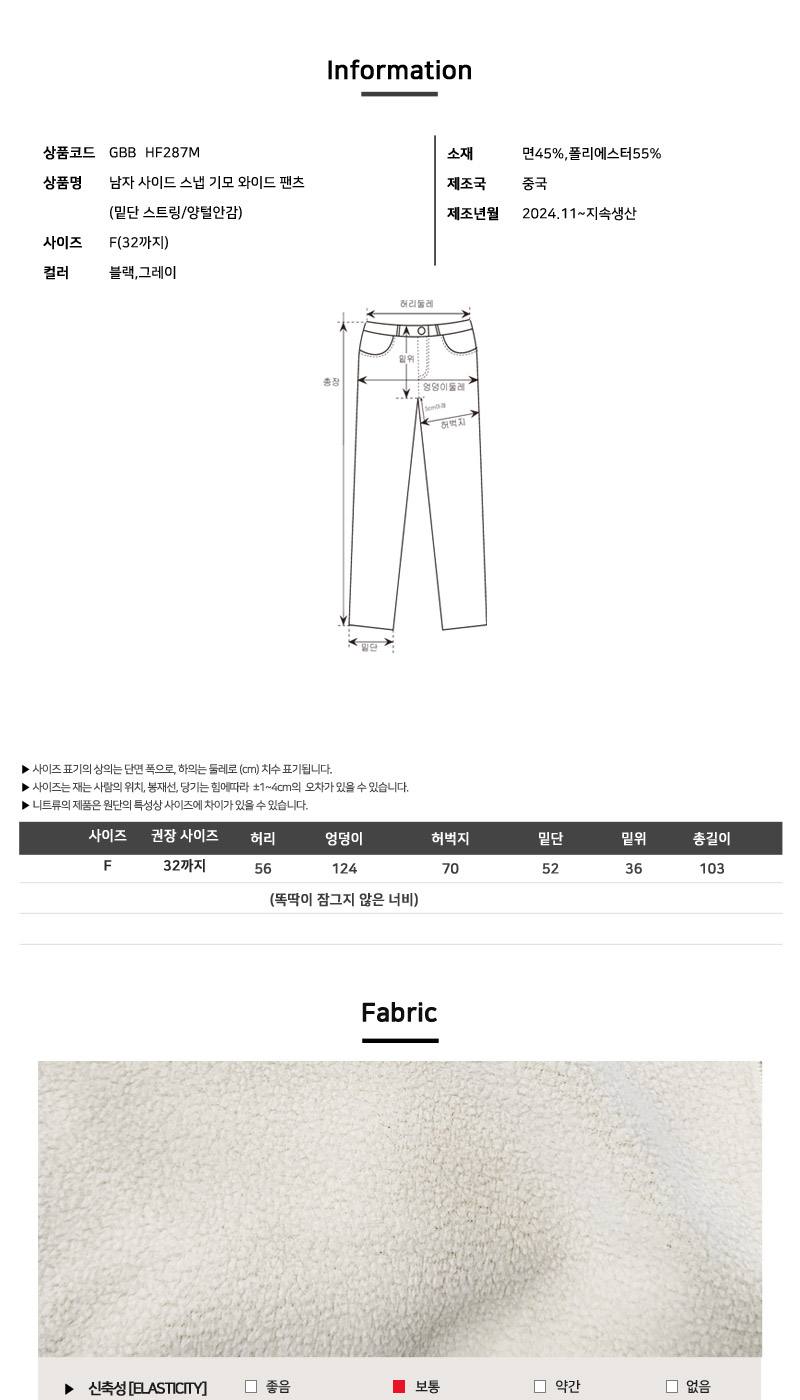 Information
상품코드 GBB HF287M
상품명 남자 사이드 스냅 기모 와이드 팬츠
(밑단 스트링/양털안감)
사이즈 F(32까지)
컬러 블랙,그레이
소재 면45%,폴리에스터55%
제조국 중국
제조년월 2024.11~지속생산
허리둘레
밑위
총장
엉덩이둘레
5cm아래
허벅지
밑단
▶ 사이즈 표기의 상의는 단면 폭으로, 하의는 둘레로 (cm) 치수 표기됩니다.
▶ 사이즈는 재는 사람의 위치, 봉재선, 당기는 힘에따라 ±1~4cm의 오차가 있을 수 있습니다.
▶ 니트류의 제품은 원단의 특성상 사이즈에 차이가 있을 수 있습니다.
사이즈 권장 사이즈 허리 엉덩이 허벅지 밑단 밑위 총길이
F 32까지 56 124 70 52 36 103
(똑딱이 잠그지 않은 너비)
Fabric
▶ 신축성 [ELASTICITY] 좋음 보통 약간 없음